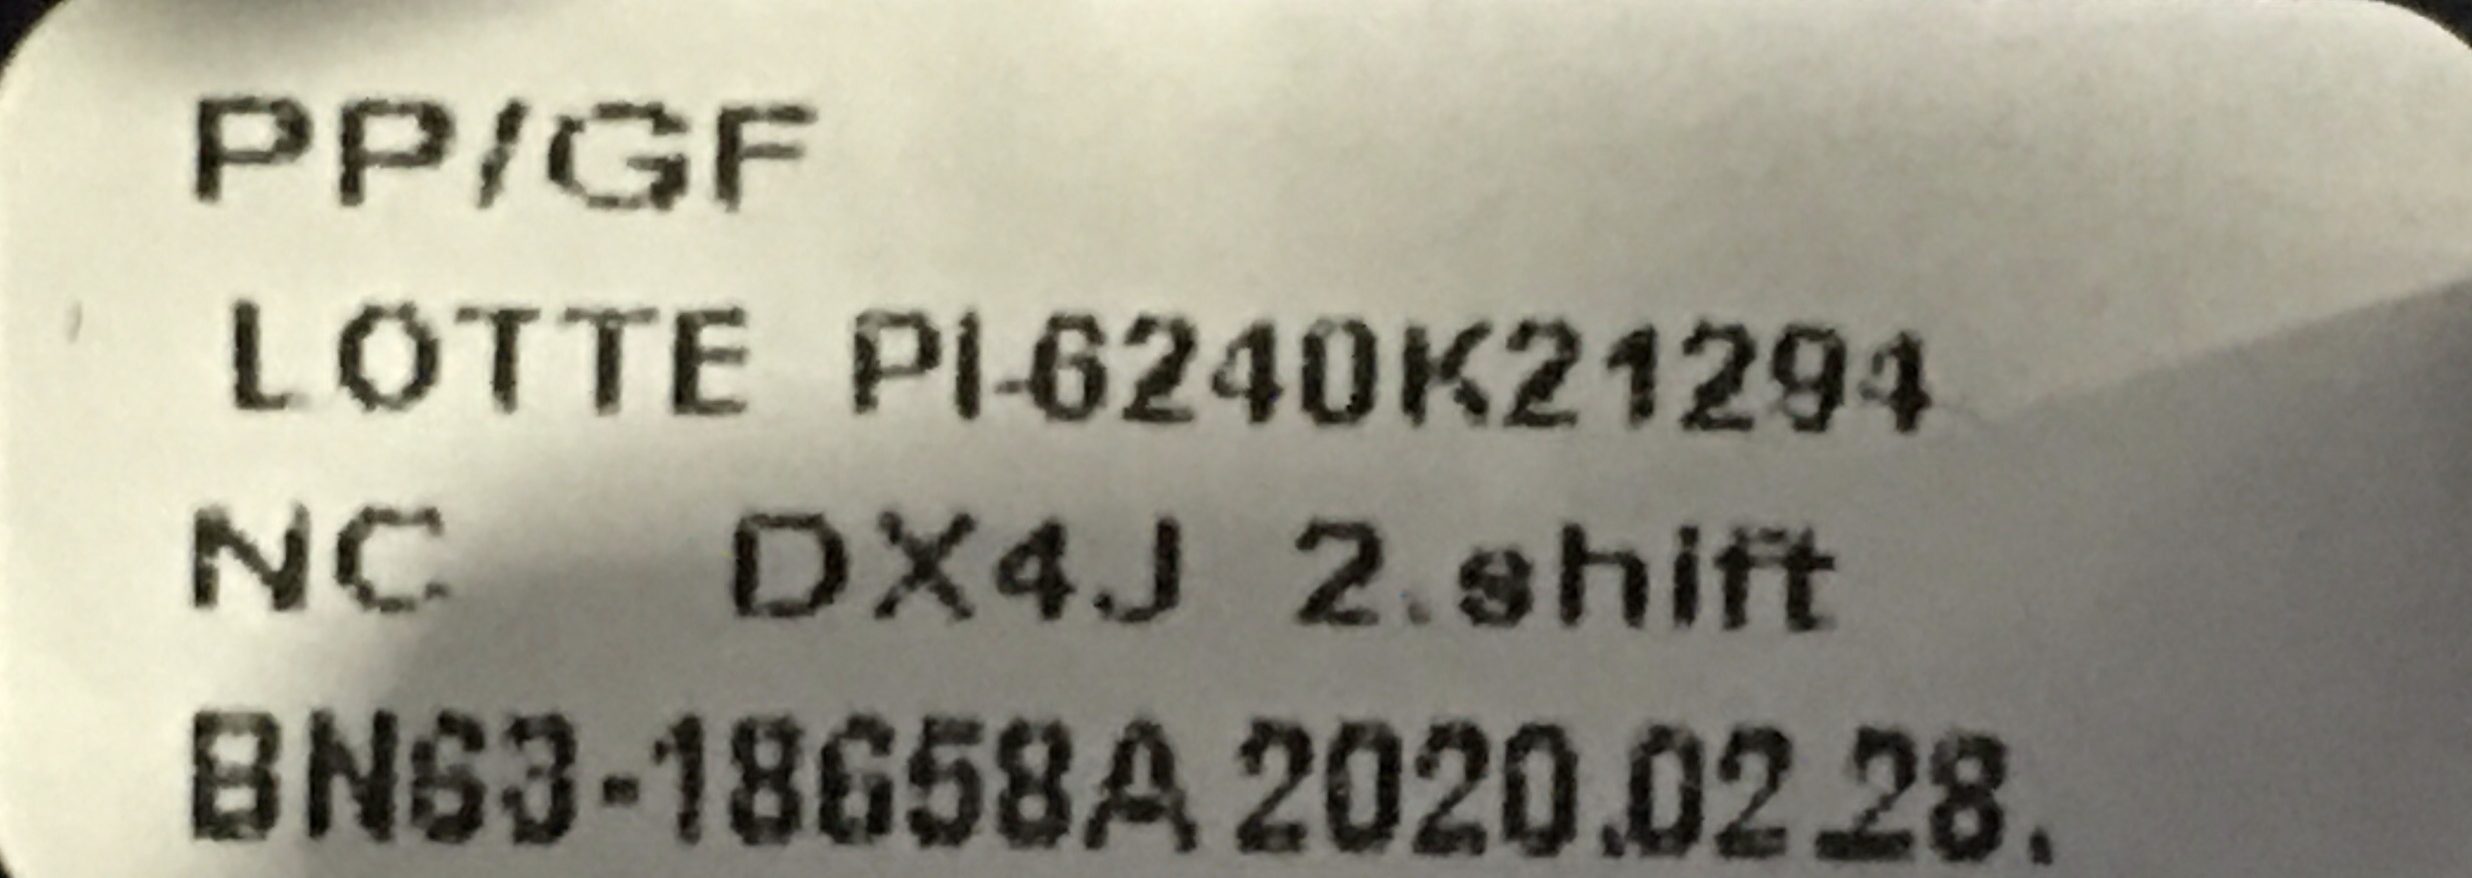 PP/GF
LOTTE PI-6240K21294
NC DX4J 2.shift
BN63-18658A 2020.02.28.